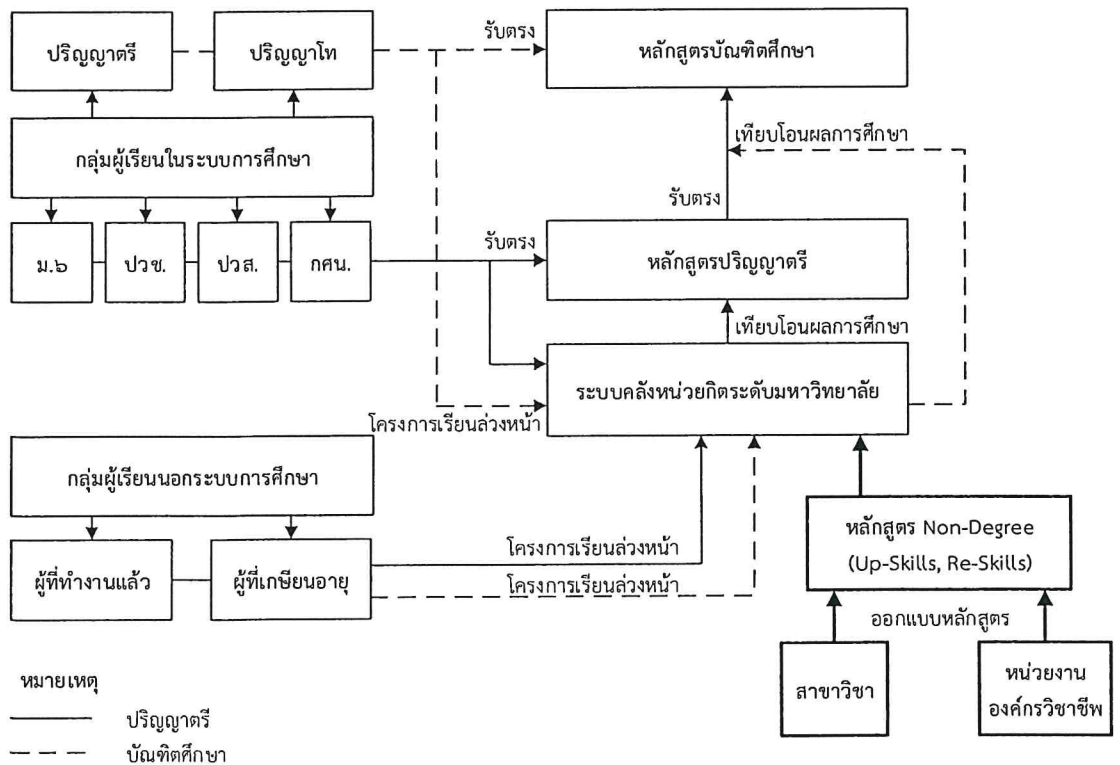 ปริญญาตรี
ปริญญาโท
รับตรง
หลักสูตรบัณฑิตศึกษา
กลุ่มผู้เรียนในระบบการศึกษา
เทียบโอนผลการศึกษา
รับตรง
ม.๖
ปวช.
ปวส.
กศน.
รับตรง
หลักสูตรปริญญาตรี
เทียบโอนผลการศึกษา
ระบบคลังหน่วยกิตระดับมหาวิทยาลัย
โครงการเรียนล่วงหน้า
กลุ่มผู้เรียนนอกระบบการศึกษา
ผู้ที่ทำงานแล้ว
ผู้ที่เกษียนอายุ
โครงการเรียนล่วงหน้า
โครงการเรียนล่วงหน้า
หลักสูตร Non-Degree
(Up-Skills, Re-Skills)
ออกแบบหลักสูตร
สาขาวิชา
หน่วยงาน
องค์กรวิชาชีพ
หมายเหตุ
ปริญญาตรี
บัณฑิตศึกษา